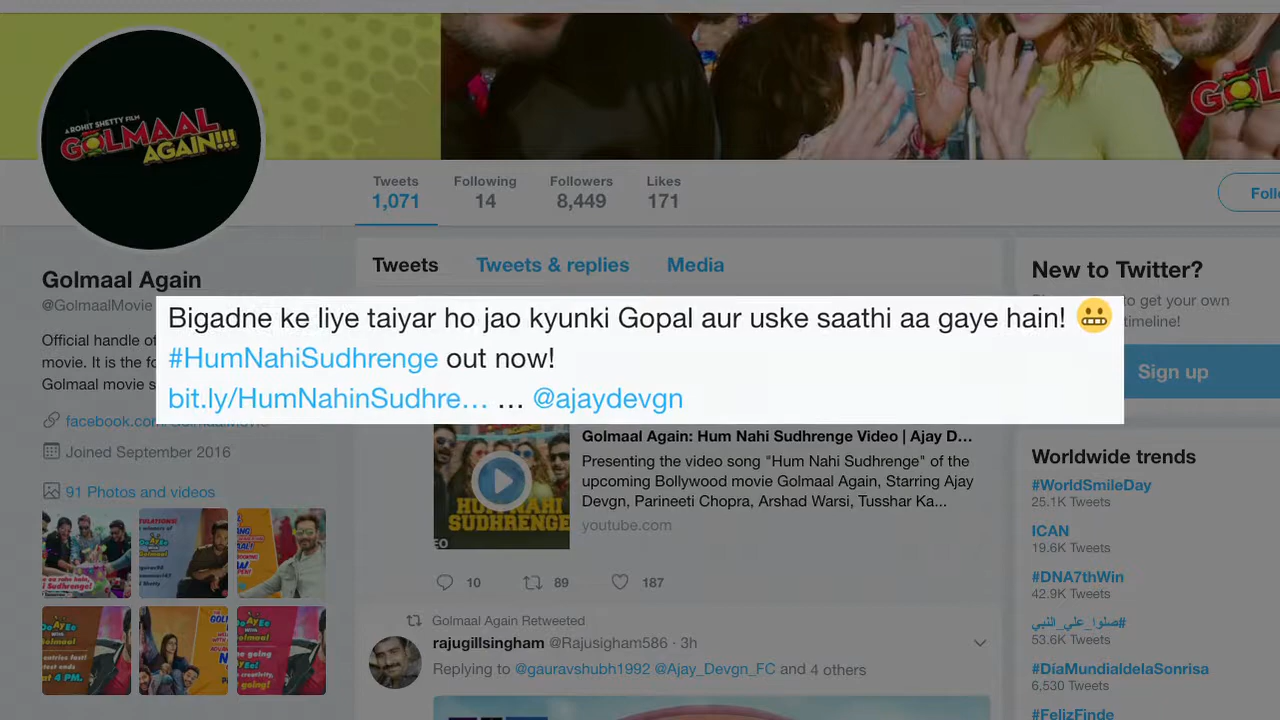 A ROHIT SHETTY FILM
GOLMAAL
AGAIN!!!
Tweets
1,071
Following
14
Followers
8,449
Likes
171
Golmaal Again
@GolmaalMovie
Official handle of
movie. It is the
Golmaal movie
facebook.com/
Joined September 2016
91 Photos and videos
Tweets Tweets & replies Media
Bigadne ke liye taiyar ho jao kyunki Gopal aur uske saathi aa gaye hain! 😬
#HumNahiSudhrenge out now!
bit.ly/HumNahinSudhre… … @ajaydevgn
HUM NAHI
SUDHRENGE
Golmaal Again: Hum Nahi Sudhrenge Video | Ajay D...
Presenting the video song "Hum Nahi Sudhrenge" of the
upcoming Bollywood movie Golmaal Again, Starring Ajay
Devgn, Parineeti Chopra, Arshad Warsi, Tusshar Ka...
youtube.com
10 89 187
Golmaal Again Retweeted
rajugillsingham @Rajusigham586 · 3h
Replying to @gauravshubh1992 @Ajay_Devgn_FC and 4 others
New to Twitter?
to get your own
timeline!
Sign up
Worldwide trends
#WorldSmileDay
25.1K Tweets
ICAN
19.6K Tweets
#DNA7thWin
42.9K Tweets
#صلوا_علي_النبي
53.6K Tweets
#DíaMundialdelaSonrisa
6,530 Tweets
#FelizFinde